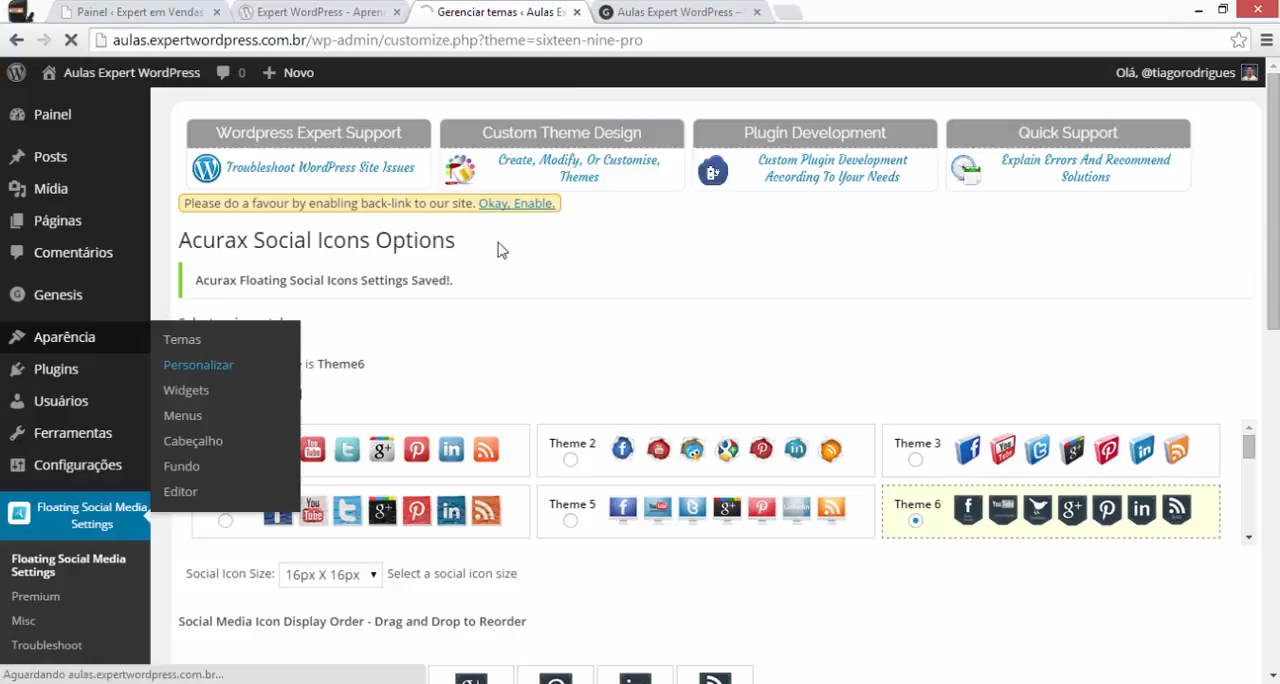 Painel ‹ Expert em Vendas
Expert WordPress - Apren
Gerenciar temas ‹ Aulas E
Aulas Expert WordPress –
aulas.expertwordpress.com.br/wp-admin/customize.php?theme=sixteen-nine-pro
Aulas Expert WordPress 0 Novo
Olá, @tiagorodrigues
Painel
Posts
Mídia
Páginas
Comentários
Genesis
Aparência
Plugins
Usuários
Ferramentas
Configurações
Floating Social Media
Settings
Floating Social Media
Settings
Premium
Misc
Troubleshoot
Temas
Personalizar
Widgets
Menus
Cabeçalho
Fundo
Editor
Wordpress Expert Support
Troubleshoot WordPress Site Issues
Custom Theme Design
Create, Modify, Or Customise,
Themes
Plugin Development
Custom Plugin Development
According To Your Needs
Quick Support
Explain Errors And Recommend
Solutions
Please do a favour by enabling back-link to our site. Okay, Enable.
Acurax Social Icons Options
Acurax Floating Social Icons Settings Saved!.
is Theme6
Theme 2
Theme 3
Theme 5
Theme 6
Social Icon Size: 16px X 16px Select a social icon size
Social Media Icon Display Order - Drag and Drop to Reorder
Aguardando aulas.expertwordpress.com.br...